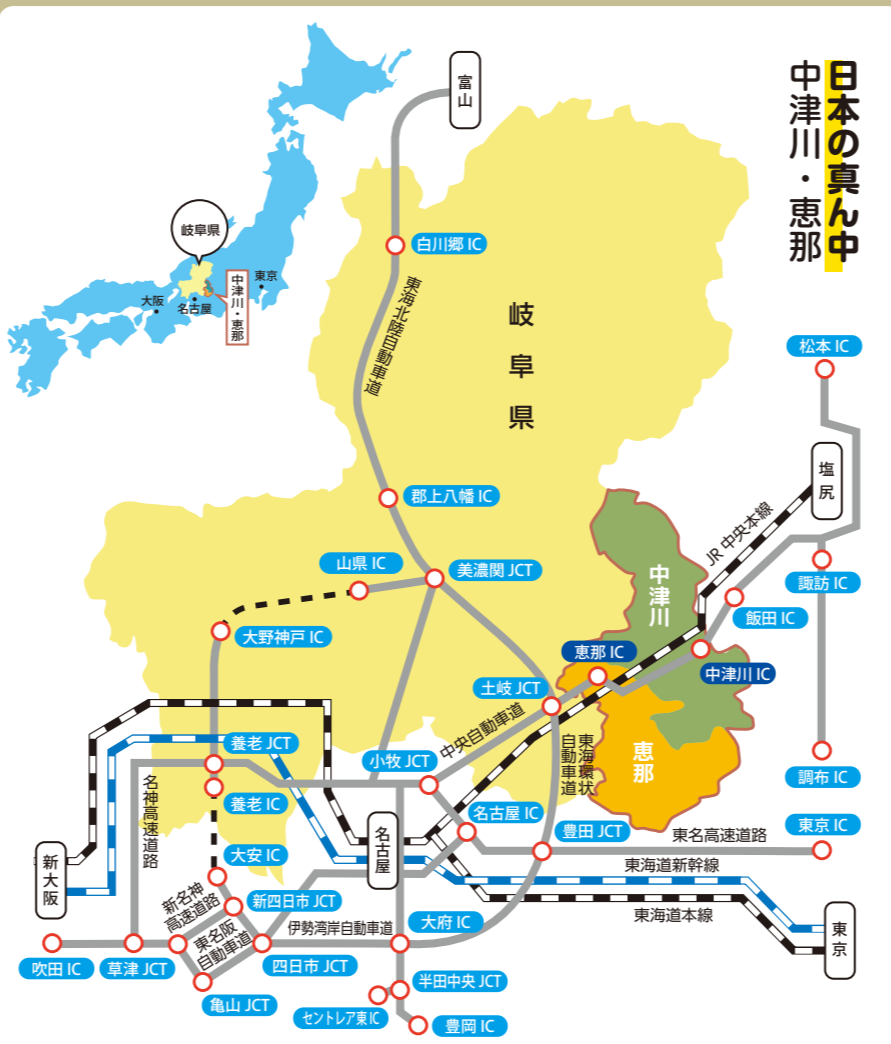 日本の真ん中
中津川・恵那
富山
岐阜県
東京
大阪
名古屋
中津川・恵那
白川郷 IC
東海北陸自動車道
岐阜県
松本 IC
塩尻
郡上八幡 IC
JR 中央本線
山県 IC
美濃関 JCT
諏訪 IC
中津川
飯田 IC
大野神戸 IC
恵那 IC
中津川 IC
土岐 JCT
中央自動車道
東海環状
自動車道
恵那
養老 JCT
小牧 JCT
調布 IC
名神高速道路
養老 IC
名古屋 IC
豊田 JCT
東名高速道路
東京 IC
名古屋
新大阪
大安 IC
東海道新幹線
新名神
高速道路
新四日市 JCT
東海道本線
東名阪
自動車道
伊勢湾岸自動車道
大府 IC
東京
吹田 IC
草津 JCT
四日市 JCT
半田中央 JCT
亀山 JCT
セントレア東 IC
豊岡 IC